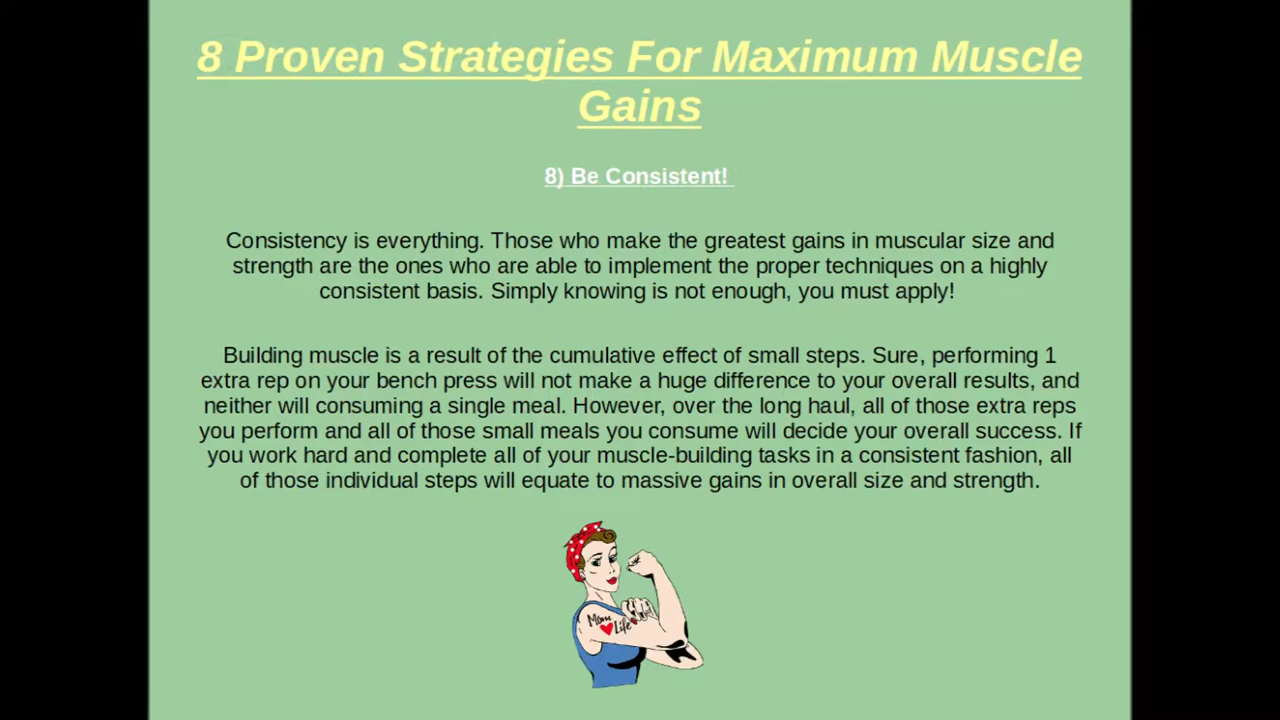 8 Proven Strategies For Maximum Muscle
Gains
8) Be Consistent!
Consistency is everything. Those who make the greatest gains in muscular size and
strength are the ones who are able to implement the proper techniques on a highly
consistent basis. Simply knowing is not enough, you must apply!
Building muscle is a result of the cumulative effect of small steps. Sure, performing 1
extra rep on your bench press will not make a huge difference to your overall results, and
neither will consuming a single meal. However, over the long haul, all of those extra reps
you perform and all of those small meals you consume will decide your overall success. If
you work hard and complete all of your muscle-building tasks in a consistent fashion, all
of those individual steps will equate to massive gains in overall size and strength.
Mom
Life